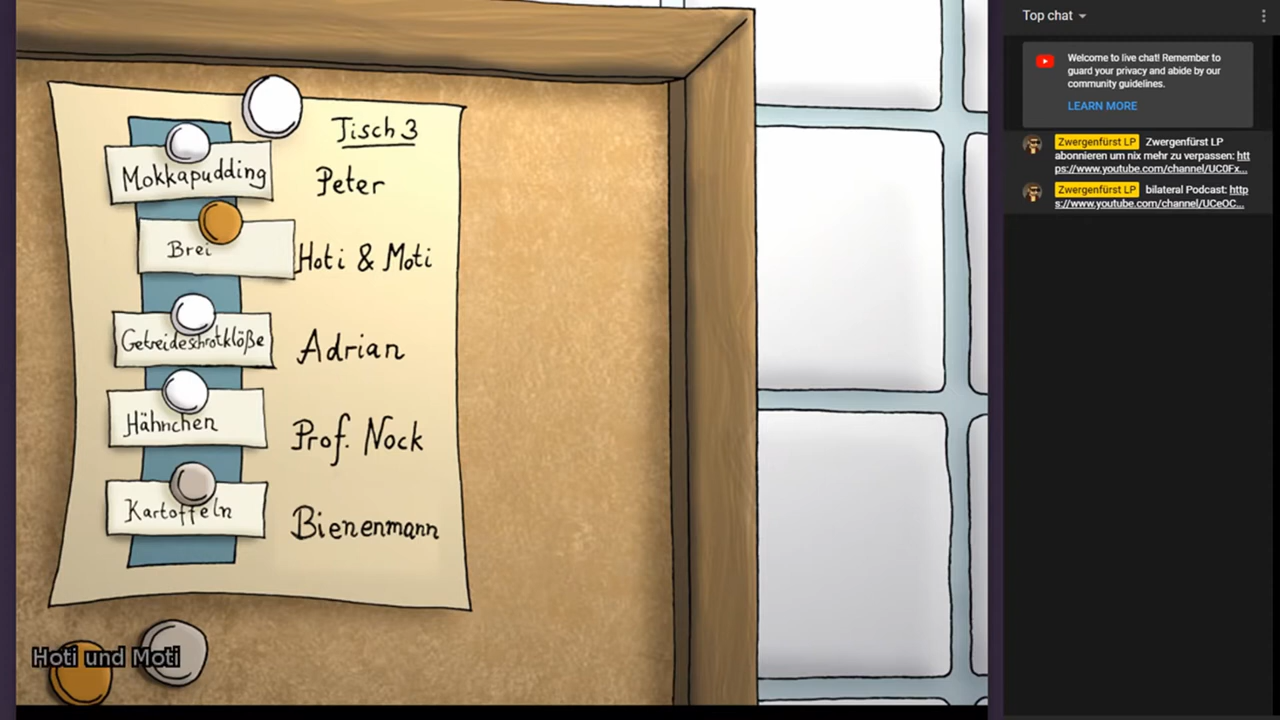 Tisch 3
Mokkapudding Peter
Brei Hoti & Moti
Getreideschrotklöße Adrian
Hähnchen Prof. Nock
Kartoffeln Bienenmann
Hoti und Moti
Top chat
Welcome to live chat! Remember to
guard your privacy and abide by our
community guidelines.
LEARN MORE
Zwergenfürst LP Zwergenfürst LP
abonnieren um nix mehr zu verpassen: htt
ps://www.youtube.com/channel/UC0Fx...
Zwergenfürst LP bilateral Podcast: http
s://www.youtube.com/channel/UCeOC...